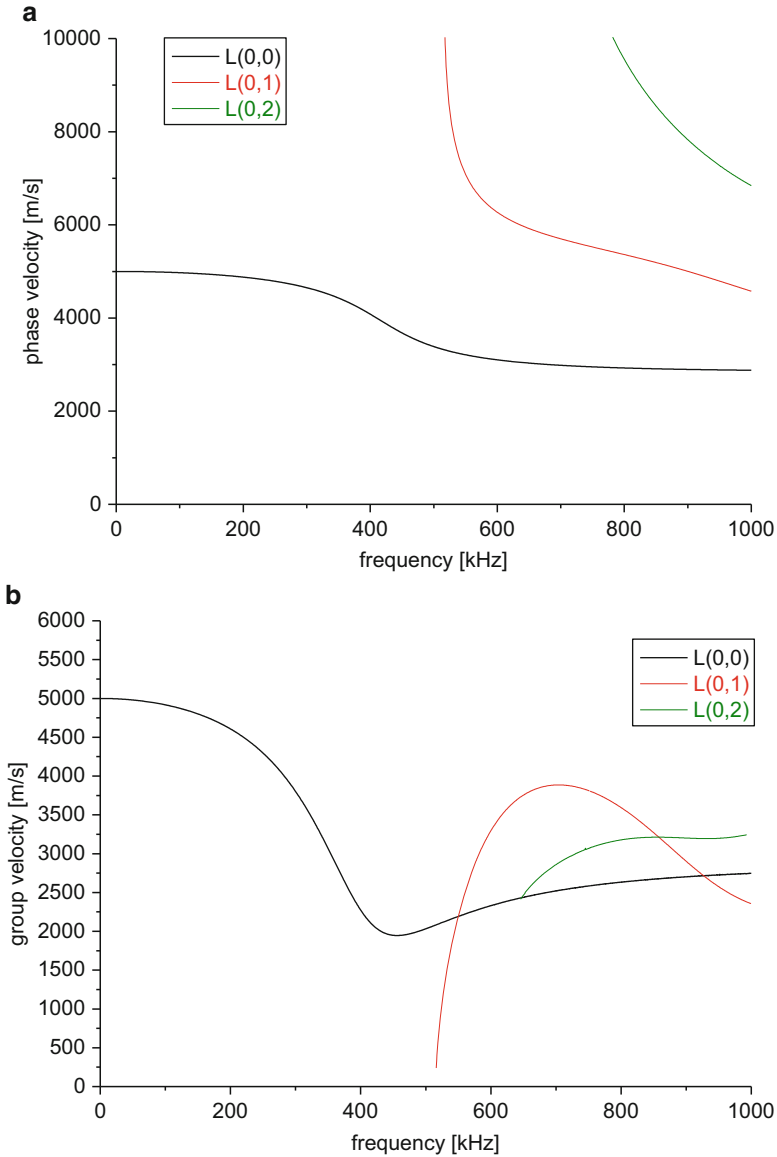 a
10000
8000
6000
4000
2000
0
phase velocity [m/s]
L(0,0)
L(0,1)
L(0,2)
0 200 400 600 800 1000
frequency [kHz]
b
6000
5500
5000
4500
4000
3500
3000
2500
2000
1500
1000
500
0
group velocity [m/s]
L(0,0)
L(0,1)
L(0,2)
0 200 400 600 800 1000
frequency [kHz]